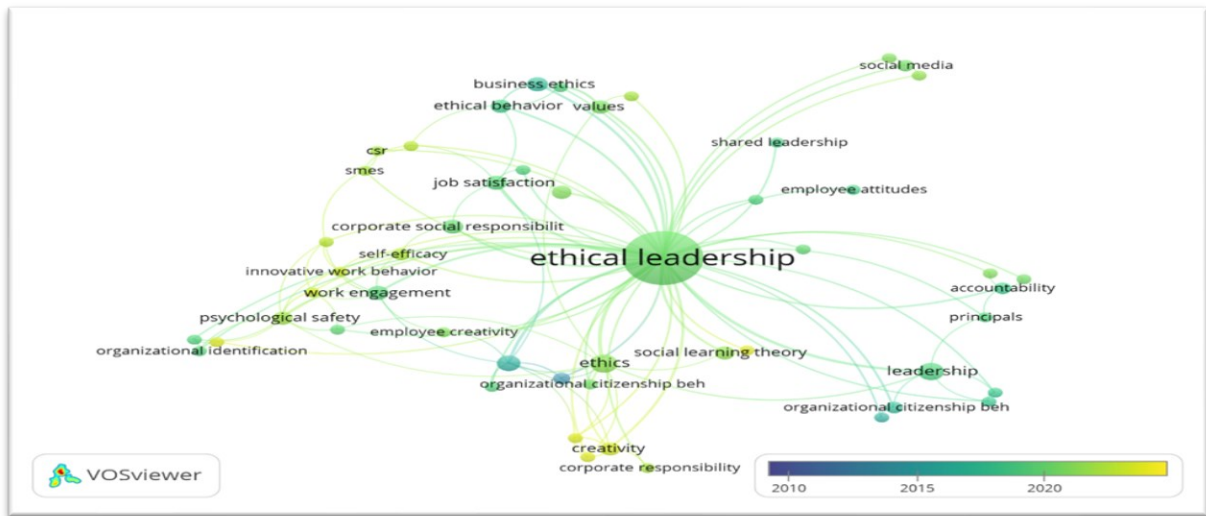 social media
business ethics
ethical behavior
values
shared leadership
csr
smes
job satisfaction
employee attitudes
corporate social responsibilit
self-efficacy
ethical leadership
innovative work behavior
work engagement
accountability
psychological safety
principals
employee creativity
organizational identification
social learning theory
ethics
leadership
organizational citizenship beh
organizational citizenship beh
creativity
corporate responsibility
VOSviewer
2010
2015
2020